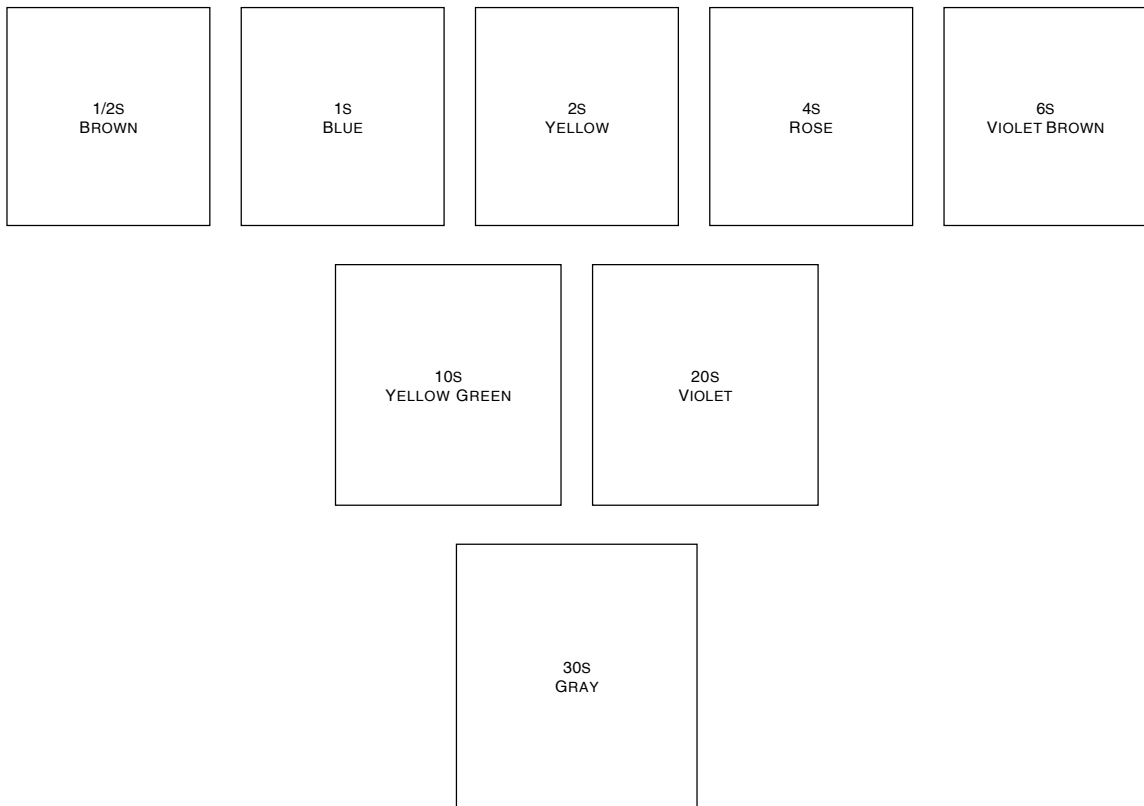 1/2S
BROWN
1S
BLUE
2S
YELLOW
4S
ROSE
6S
VIOLET BROWN
10S
YELLOW GREEN
20S
VIOLET
30S
GRAY